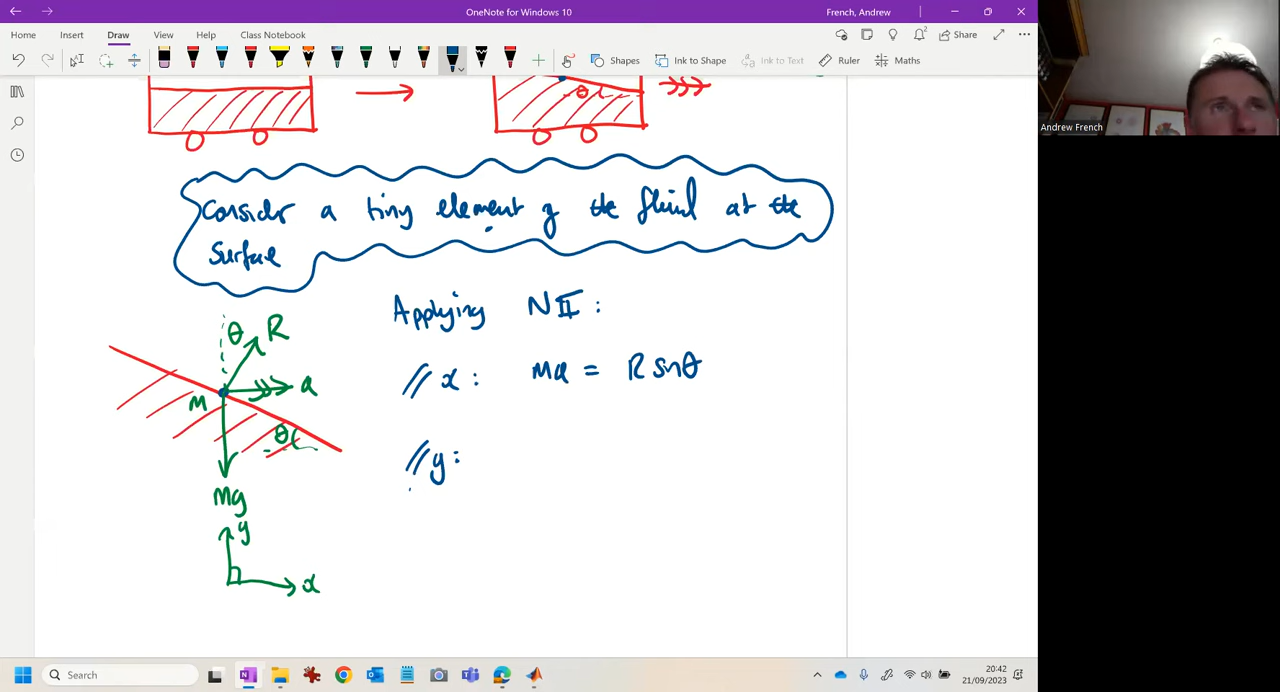 OneNote for Windows 10
French, Andrew
Home Insert Draw View Help Class Notebook
Share
Shapes Ink to Shape Ink to Text Ruler Maths
Andrew French
θ
Consider a tiny element of the fluid at the
surface
Applying NII:
θ R
// x: Ma = R sinθ
a
M
θ
// y:
Mg
y
x
Search
20:42
21/09/2023